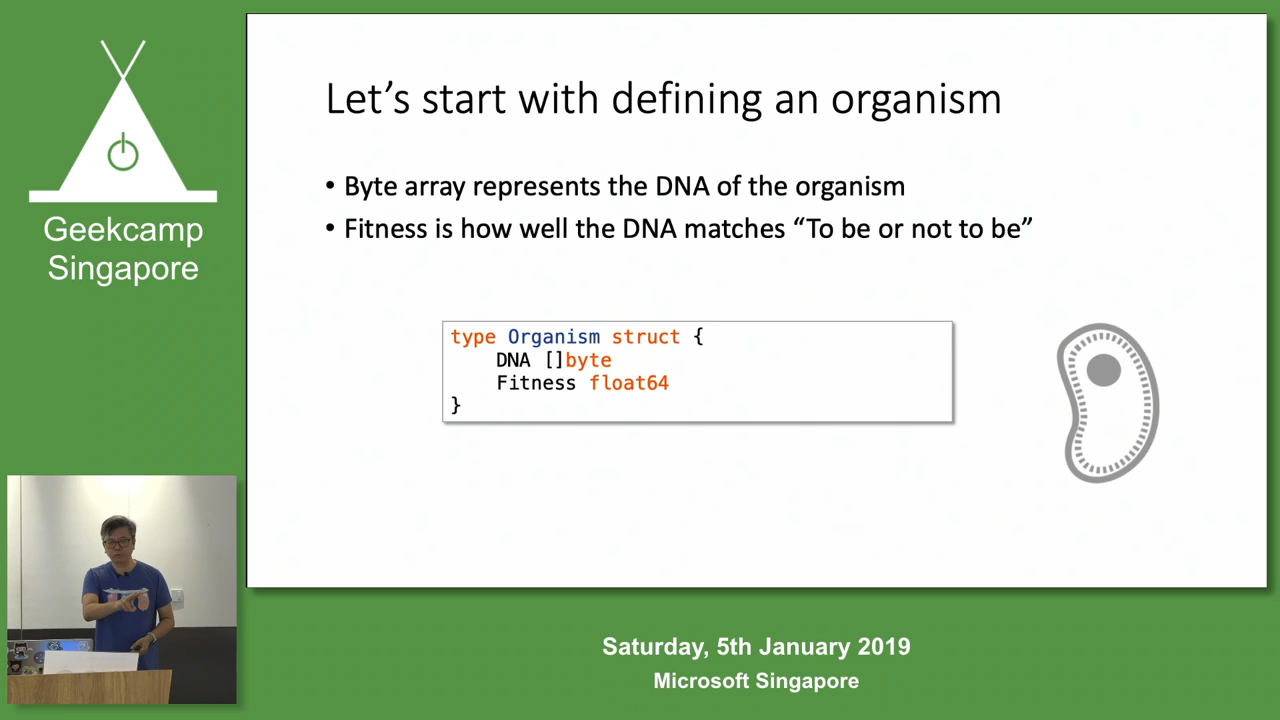 Geekcamp
Singapore
Let’s start with defining an organism
• Byte array represents the DNA of the organism
• Fitness is how well the DNA matches “To be or not to be”
type Organism struct {
    DNA []byte
    Fitness float64
}
Saturday, 5th January 2019
Microsoft Singapore